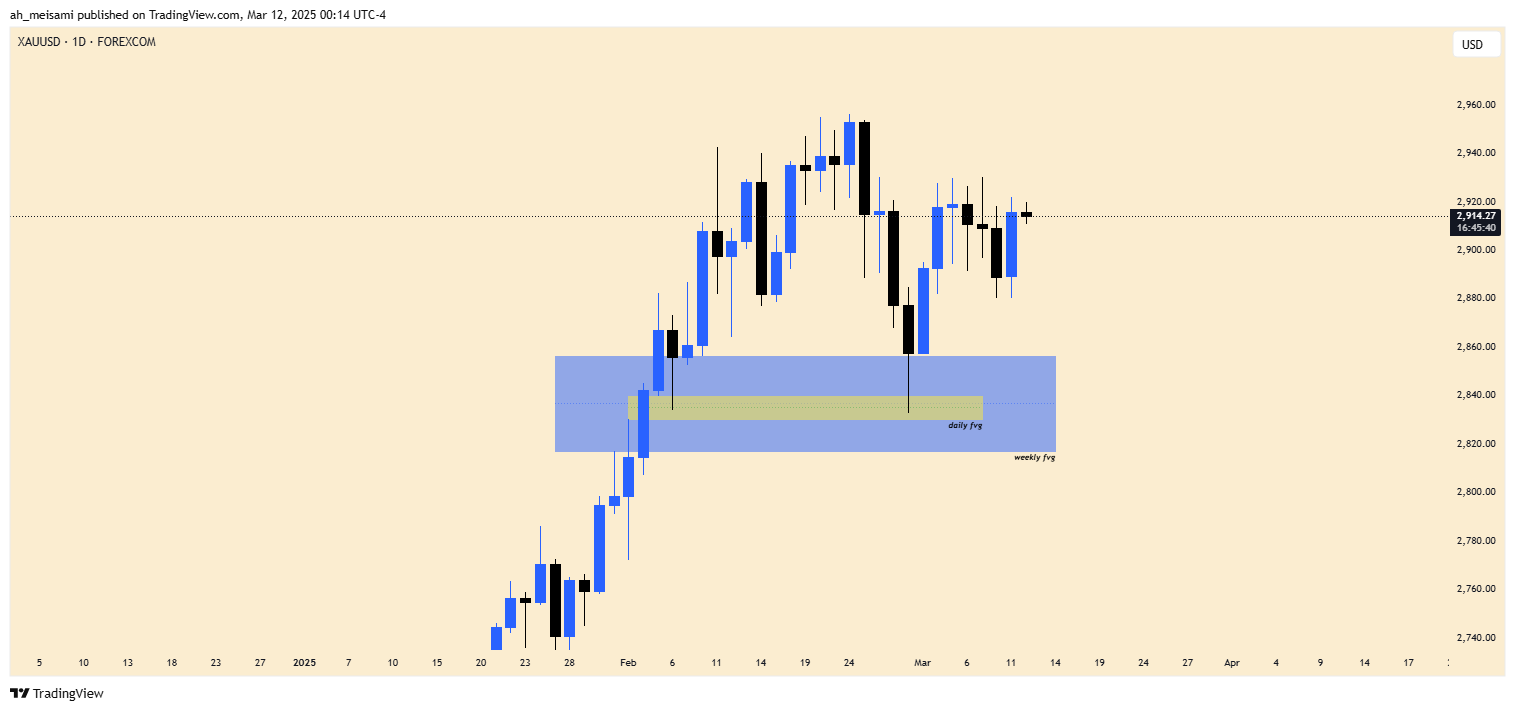 ah_meisami published on TradingView.com, Mar 12, 2025 00:14 UTC-4
XAUUSD · 1D · FOREXCOM
USD
2,960.00
2,940.00
2,920.00
2,914.27
16:45:40
2,900.00
2,880.00
2,860.00
2,840.00
2,820.00
2,800.00
2,780.00
2,760.00
2,740.00
daily fvg
weekly fvg
5 10 13 18 23 27 2025 7 10 15 20 23 28 Feb 6 11 14 19 24 Mar 6 11 14 19 24 27 Apr 4 9 14 17
TradingView